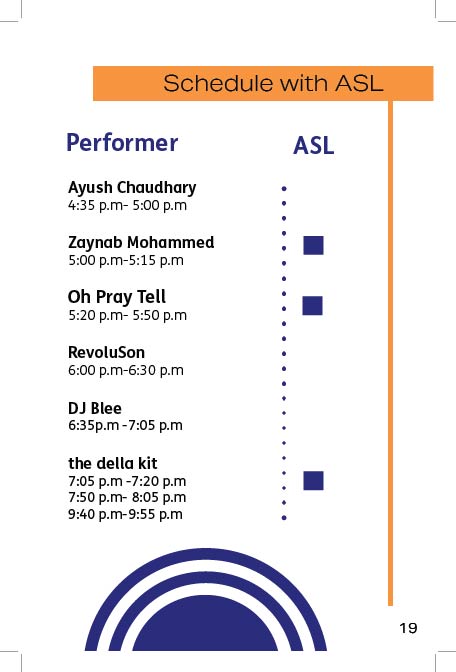 Schedule with ASL
Performer
ASL
Ayush Chaudhary
4:35 p.m- 5:00 p.m
Zaynab Mohammed
5:00 p.m-5:15 p.m
Oh Pray Tell
5:20 p.m- 5:50 p.m
RevoluSon
6:00 p.m-6:30 p.m
DJ Blee
6:35p.m -7:05 p.m
the della kit
7:05 p.m -7:20 p.m
7:50 p.m- 8:05 p.m
9:40 p.m-9:55 p.m
19